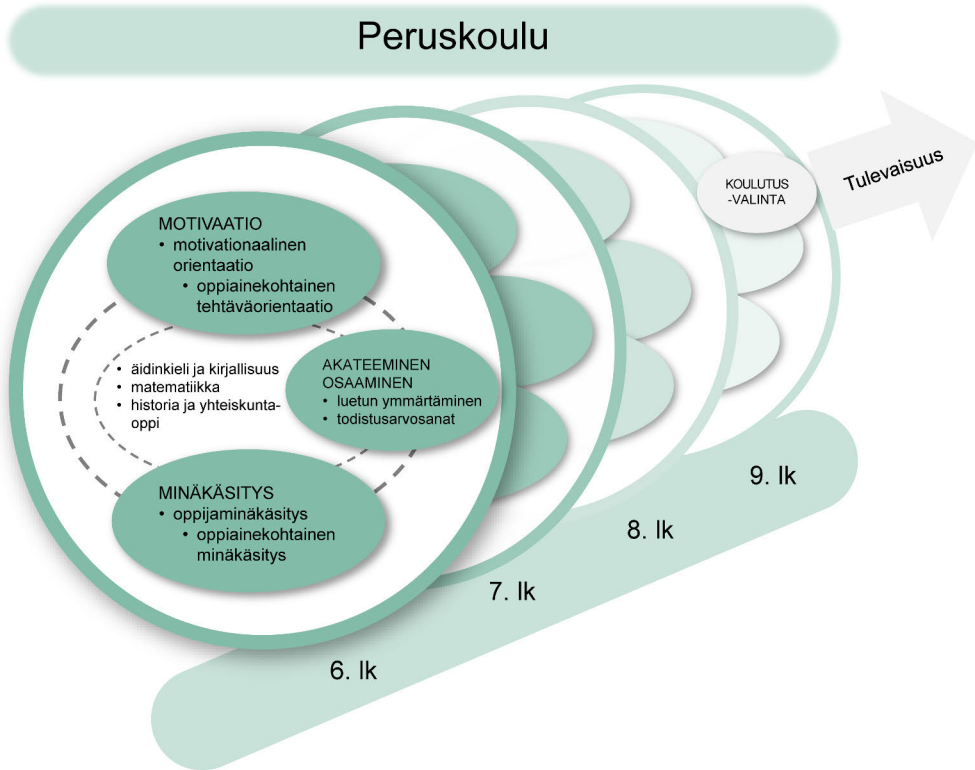 Peruskoulu
MOTIVAATIO
• motivationaalinen
orientaatio
• oppiainekohtainen
tehtäväorientaatio
• äidinkieli ja kirjallisuus
• matematiikka
• historia ja yhteiskunta-
oppi
AKATEEMINEN
OSAAMINEN
• luetun ymmärtäminen
• todistusarvosanat
MINÄKÄSITYS
• oppijaminäkäsitys
• oppiainekohtainen
minäkäsitys
KOULUTUS
-VALINTA
Tulevaisuus
6. lk
7. lk
8. lk
9. lk